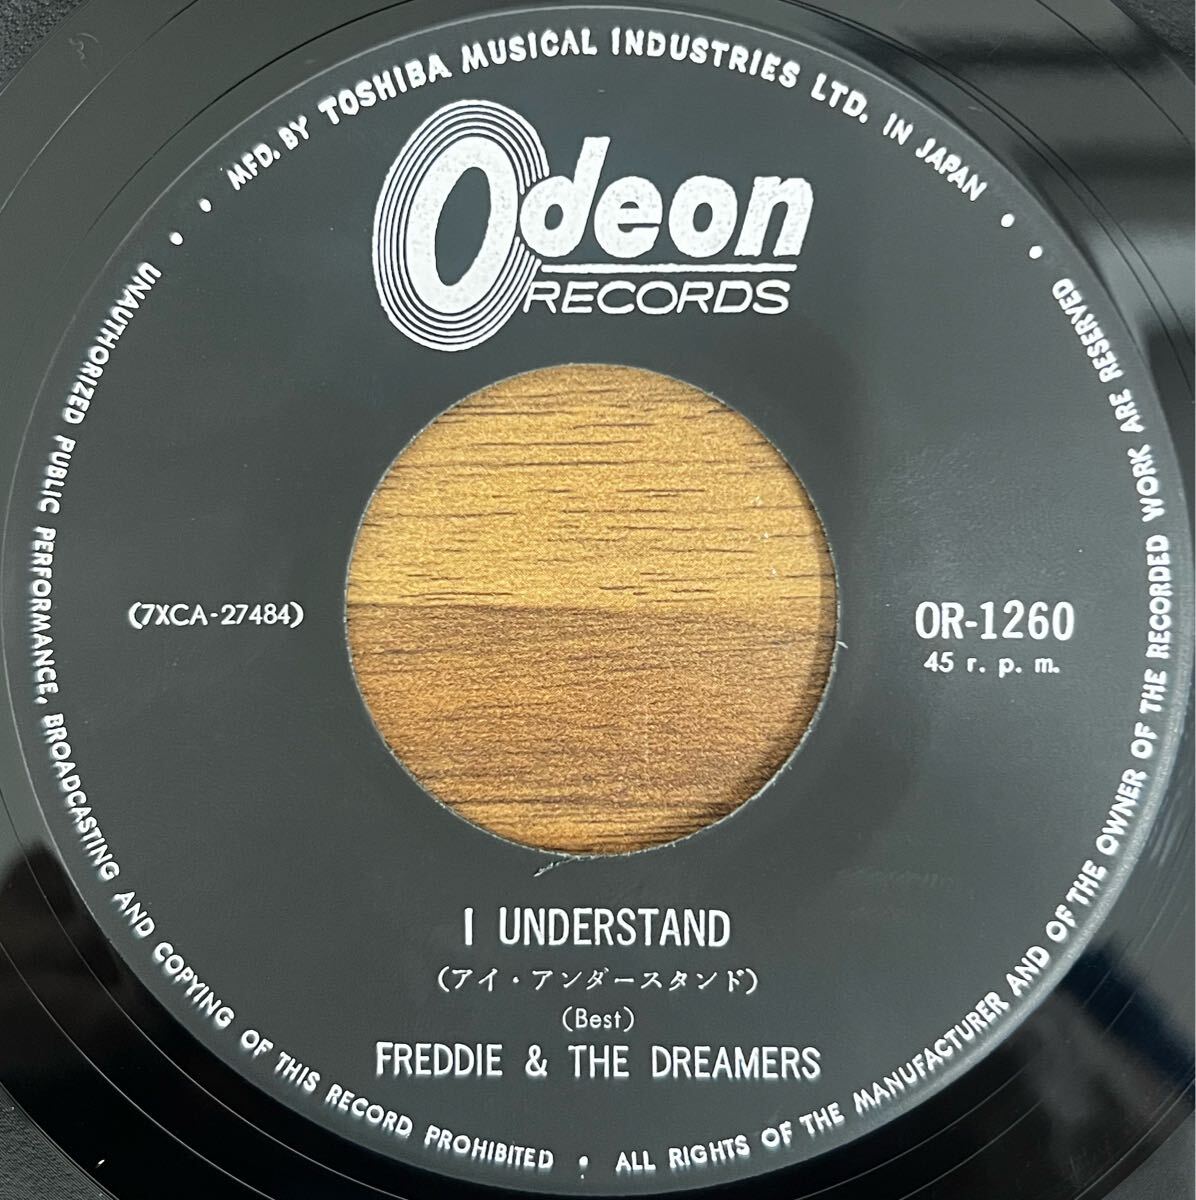 MFD. BY TOSHIBA MUSICAL INDUSTRIES LTD. IN JAPAN
Odeon
RECORDS
(7XCA-27484)
OR-1260
45 r. p. m.
I UNDERSTAND
(アイ・アンダースタンド)
(Best)
FREDDIE & THE DREAMERS
UNAUTHORIZED PUBLIC PERFORMANCE, BROADCASTING AND COPYING OF THIS RECORD PROHIBITED • ALL RIGHTS OF THE MANUFACTURER AND OF THE OWNER OF THE RECORDED WORK ARE RESERVED